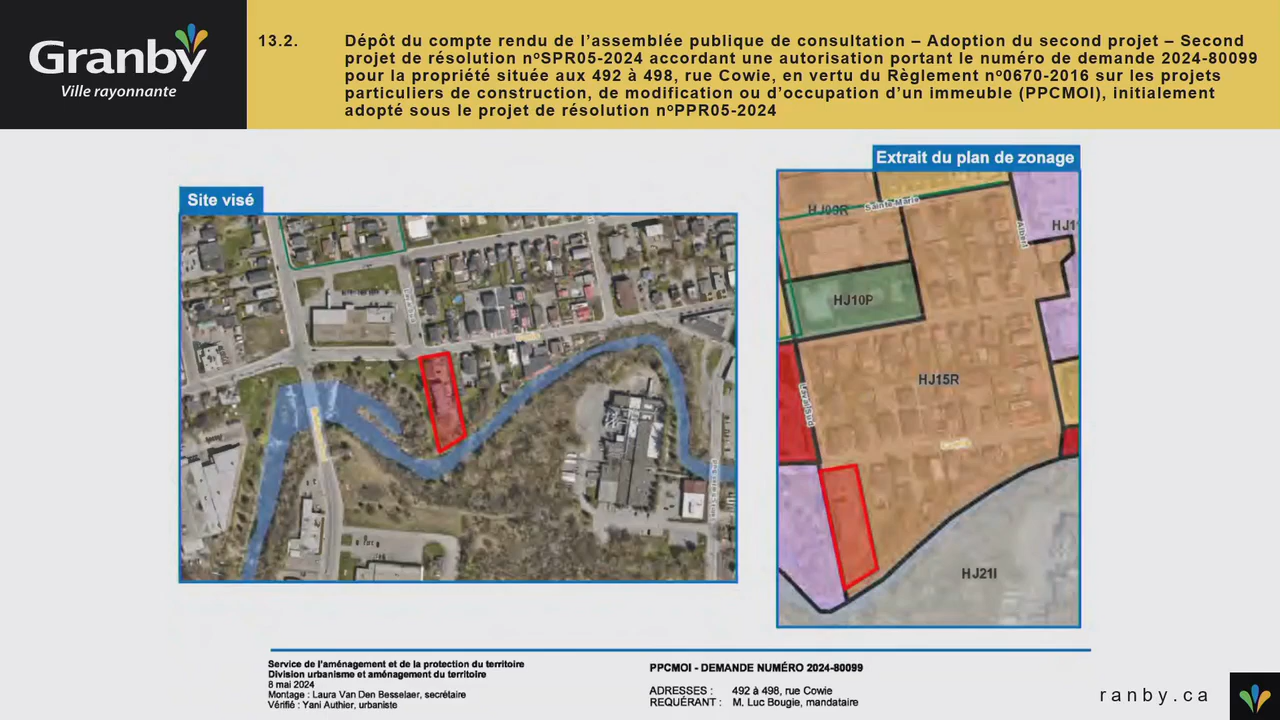 Granby
Ville rayonnante
13.2. Dépôt du compte rendu de l’assemblée publique de consultation – Adoption du second projet – Second
projet de résolution nºSPR05-2024 accordant une autorisation portant le numéro de demande 2024-80099
pour la propriété située aux 492 à 498, rue Cowie, en vertu du Règlement nº0670-2016 sur les projets
particuliers de construction, de modification ou d’occupation d’un immeuble (PPCMOI), initialement
adopté sous le projet de résolution nºPPR05-2024
Site visé
Extrait du plan de zonage
HJ09R
Sainte-Marie
Albert
HJ1
HJ10P
HJ15R
HJ21I
Service de l’aménagement et de la protection du territoire
Division urbanisme et aménagement du territoire
8 mai 2024
Montage : Laura Van Den Besselaer, secrétaire
Vérifié : Yani Authier, urbaniste
PPCMOI - DEMANDE NUMÉRO 2024-80099
ADRESSES : 492 à 498, rue Cowie
REQUÉRANT : M. Luc Bougie, mandataire
ranby.ca